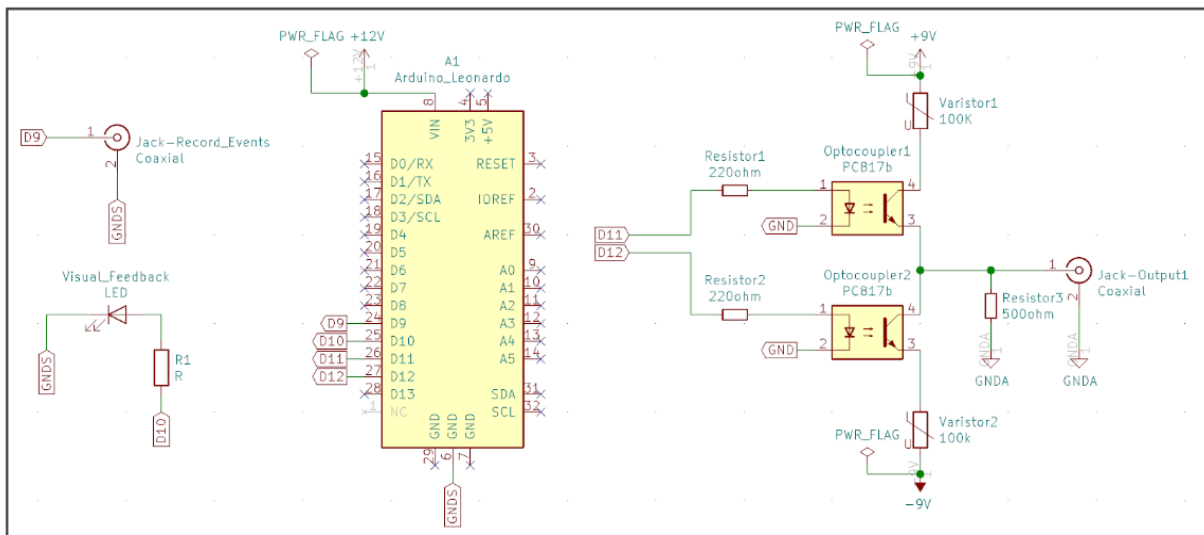 PWR_FLAG +12V
+12V
1
A1
Arduino_Leonardo
8
4
5
VIN
3V3
+5V
15 D0/RX
16 D1/TX
17 D2/SDA
18 D3/SCL
19 D4
20 D5
21 D6
22 D7
23 D8
D9 24 D9
D10 25 D10
D11 26 D11
D12 27 D12
28 D13
1 NC
RESET 3
IOREF 2
AREF 30
A0 9
A1 10
A2 11
A3 12
A4 13
A5 14
SDA 31
SCL 32
GND GND GND
29 6 7
GNDS
D9 1
Jack-Record_Events
Coaxial
2
GNDS
Visual_Feedback
LED
GNDS
R1
R
D10
PWR_FLAG
+9V
+9V
1
Varistor1
100K
U
Optocoupler1
PC817b
Resistor1
220ohm
1
4
GND 2
3
D11
D12
Optocoupler2
PC817b
Resistor2
220ohm
1
4
GND 2
3
1
Jack-Output1
Coaxial
2
Resistor3
500ohm
GNDA
1
GNDA
GNDA
1
GNDA
Varistor2
100k
U
PWR_FLAG
-9V
1
-9V